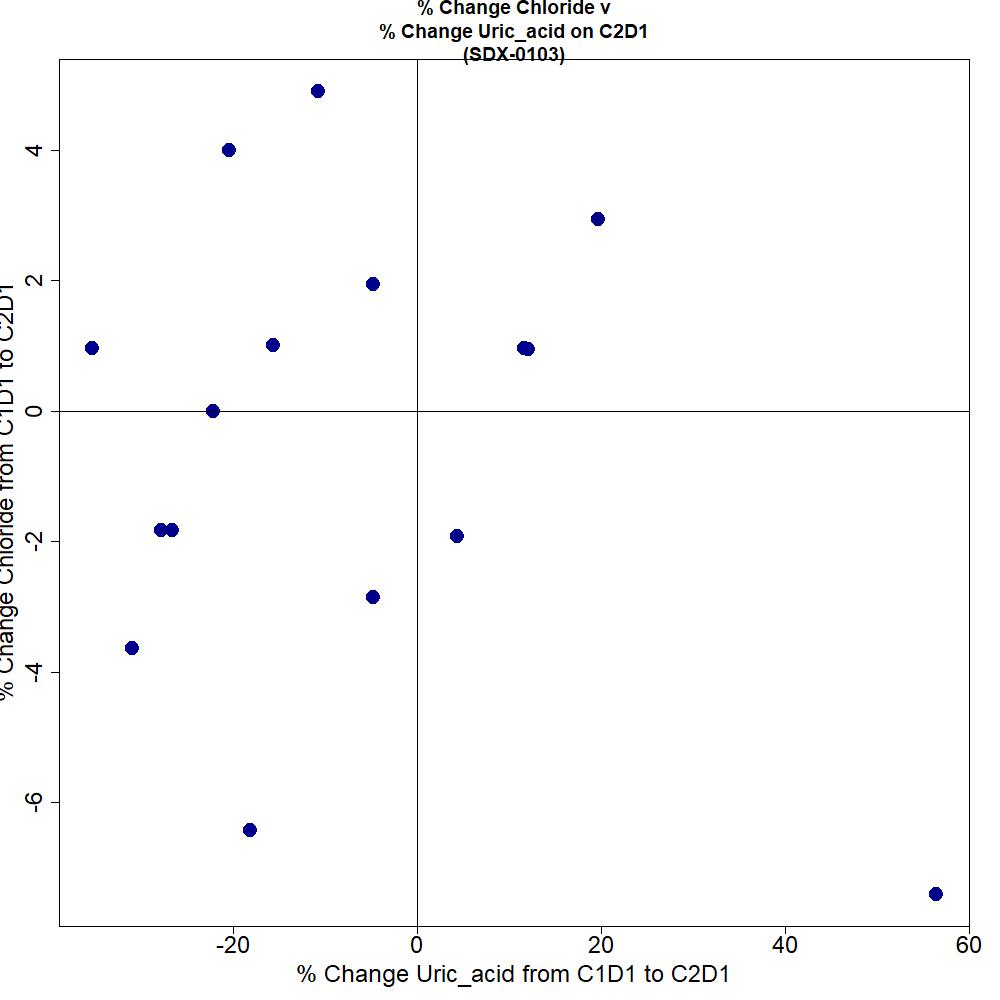 % Change Chloride v
% Change Uric_acid on C2D1
(SDX-0103)
% Change Chloride from C1D1 to C2D1
4
2
0
-2
-4
-6
-20
0
20
40
60
% Change Uric_acid from C1D1 to C2D1